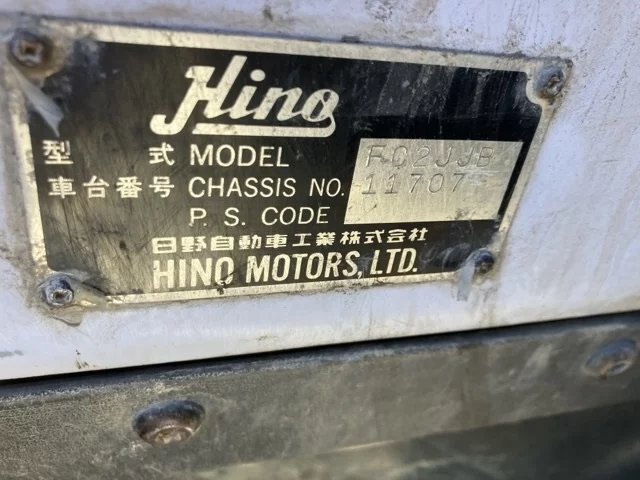 Hino
型 式 MODEL FC2JJB
車台番号 CHASSIS NO. 11707
P. S. CODE
日野自動車工業株式会社
HINO MOTORS, LTD.